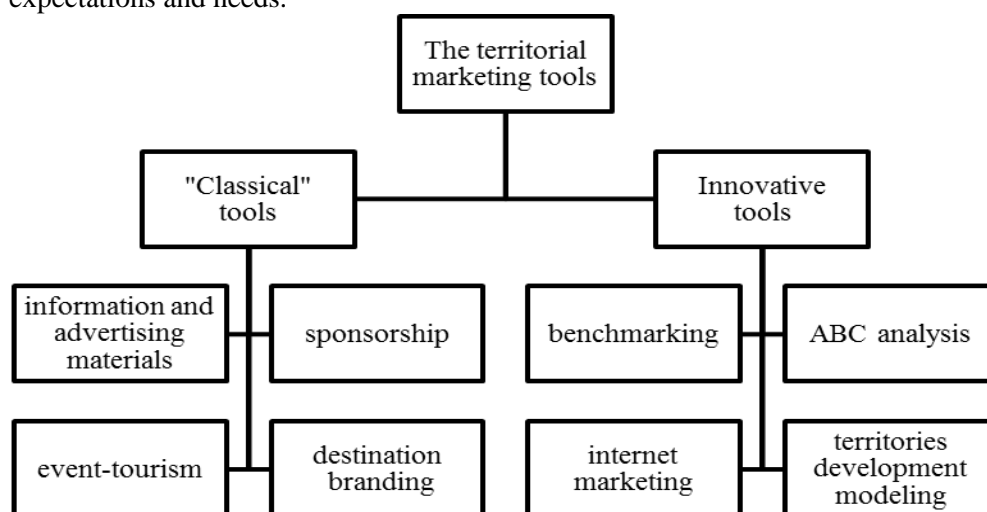 expectations and needs.
The territorial
marketing tools
"Classical"
tools
Innovative
tools
information and
advertising
materials
sponsorship
benchmarking
ABC analysis
event-tourism
destination
branding
internet
marketing
territories
development
modeling